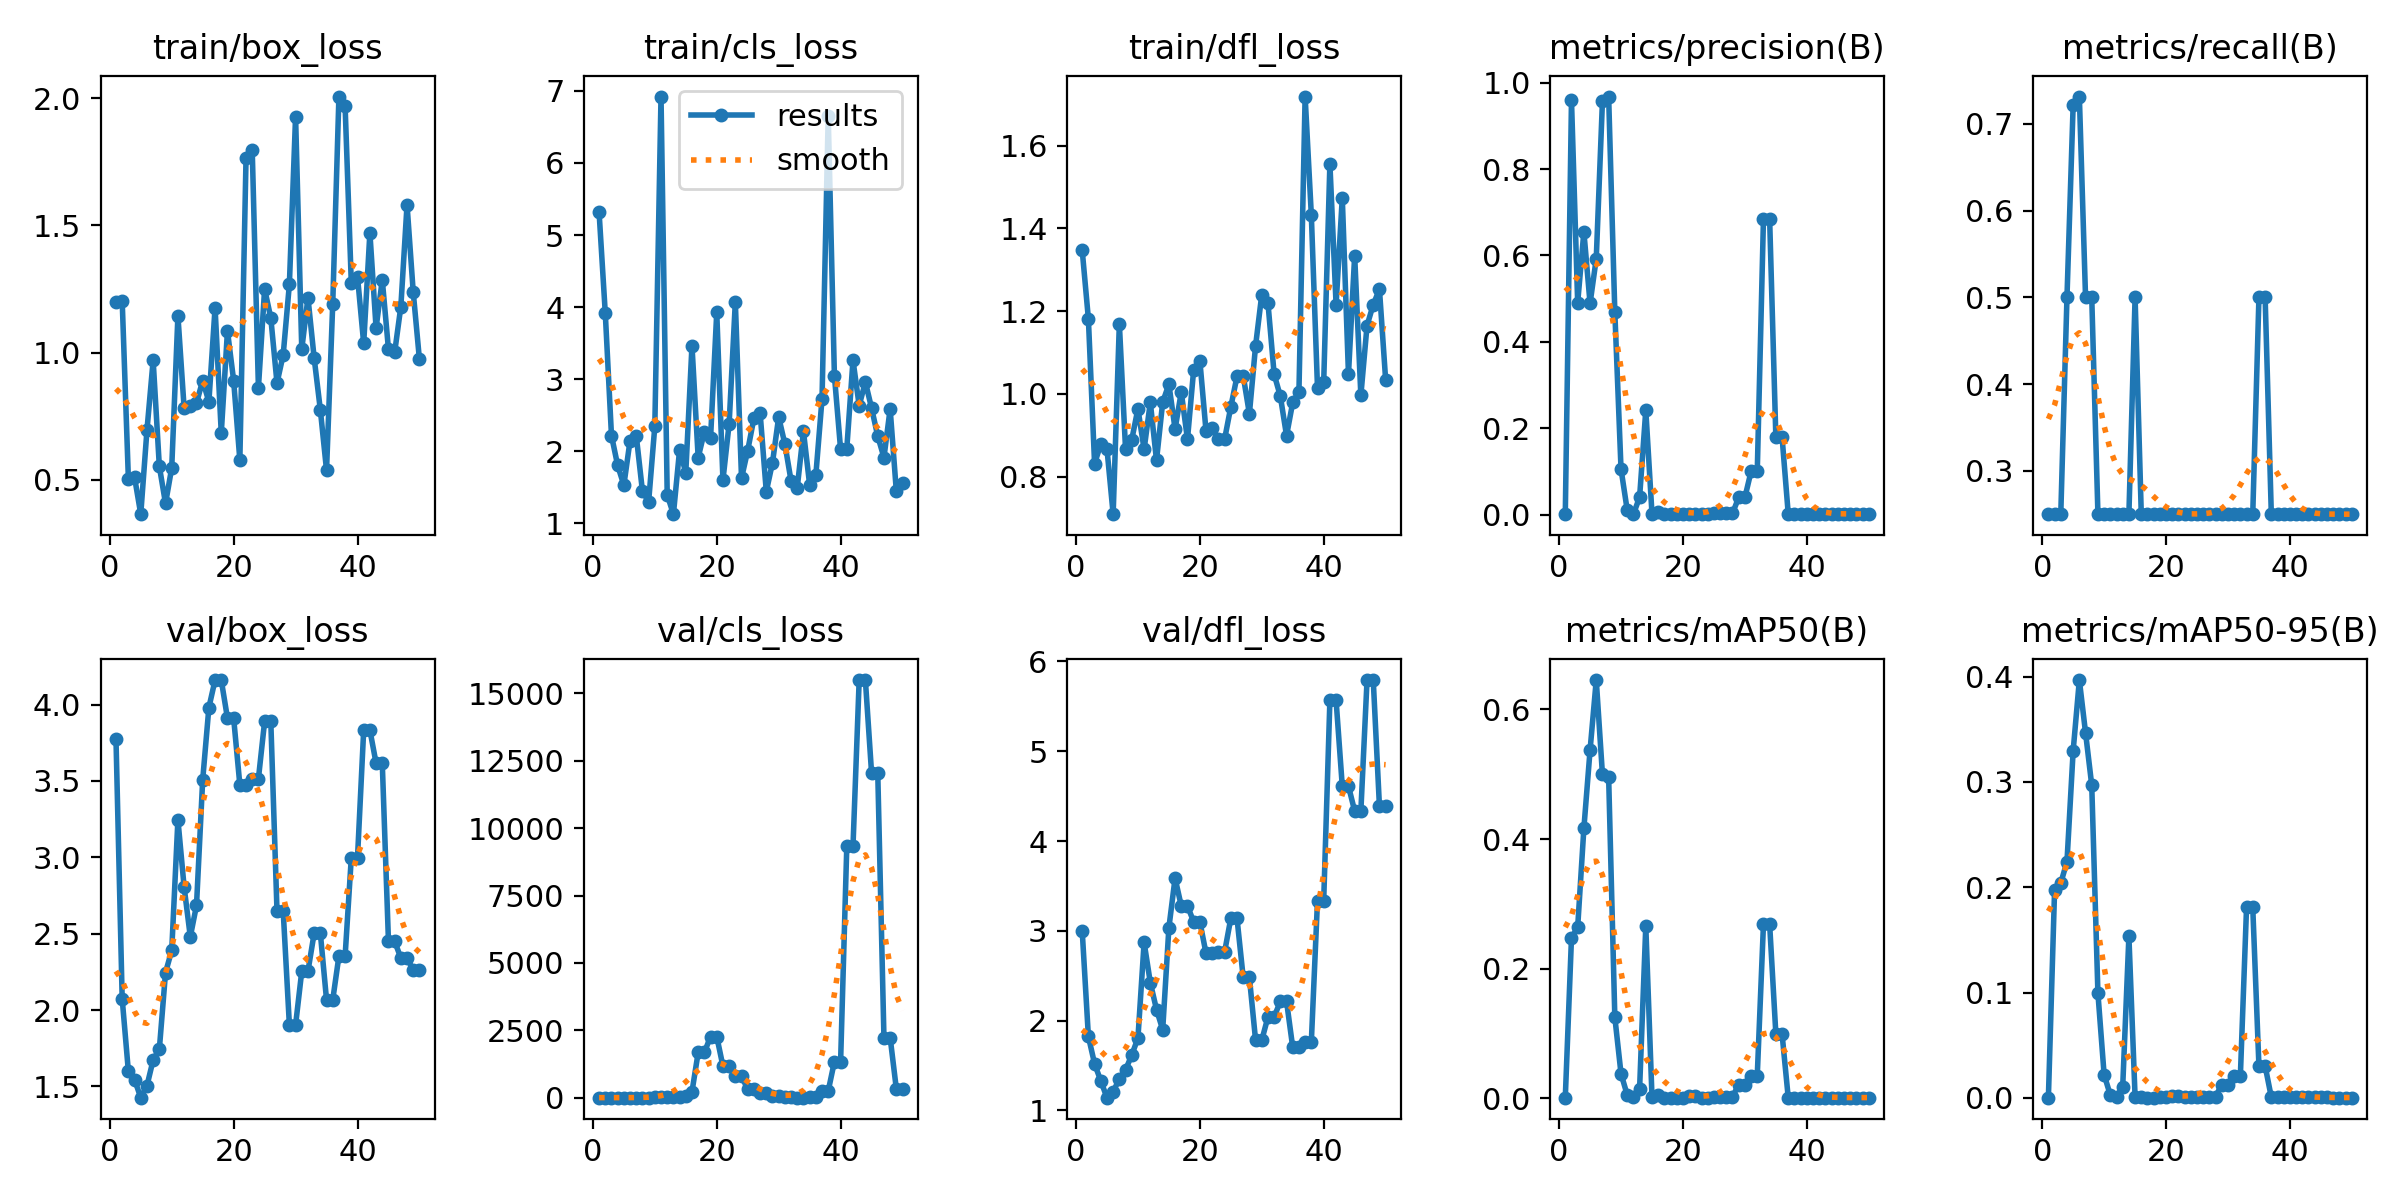 train/box_loss
2.0
1.5
1.0
0.5
0 20 40
train/cls_loss
results
smooth
7
6
5
4
3
2
1
0 20 40
train/dfl_loss
1.6
1.4
1.2
1.0
0.8
0 20 40
metrics/precision(B)
1.0
0.8
0.6
0.4
0.2
0.0
0 20 40
metrics/recall(B)
0.7
0.6
0.5
0.4
0.3
0 20 40
val/box_loss
4.0
3.5
3.0
2.5
2.0
1.5
0 20 40
val/cls_loss
15000
12500
10000
7500
5000
2500
0
0 20 40
val/dfl_loss
6
5
4
3
2
1
0 20 40
metrics/mAP50(B)
0.6
0.4
0.2
0.0
0 20 40
metrics/mAP50-95(B)
0.4
0.3
0.2
0.1
0.0
0 20 40